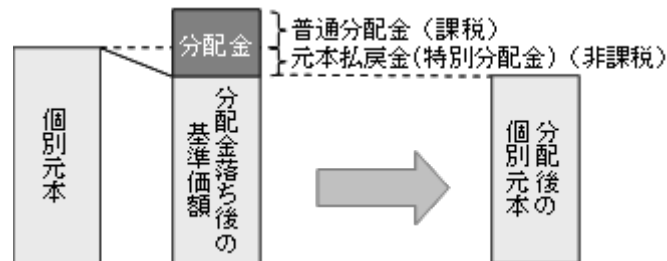 分配金
普通分配金（課税）
元本払戻金(特別分配金)（非課税）
個別元本
分配金落ち後の
基準価額
分配後の
個別元本